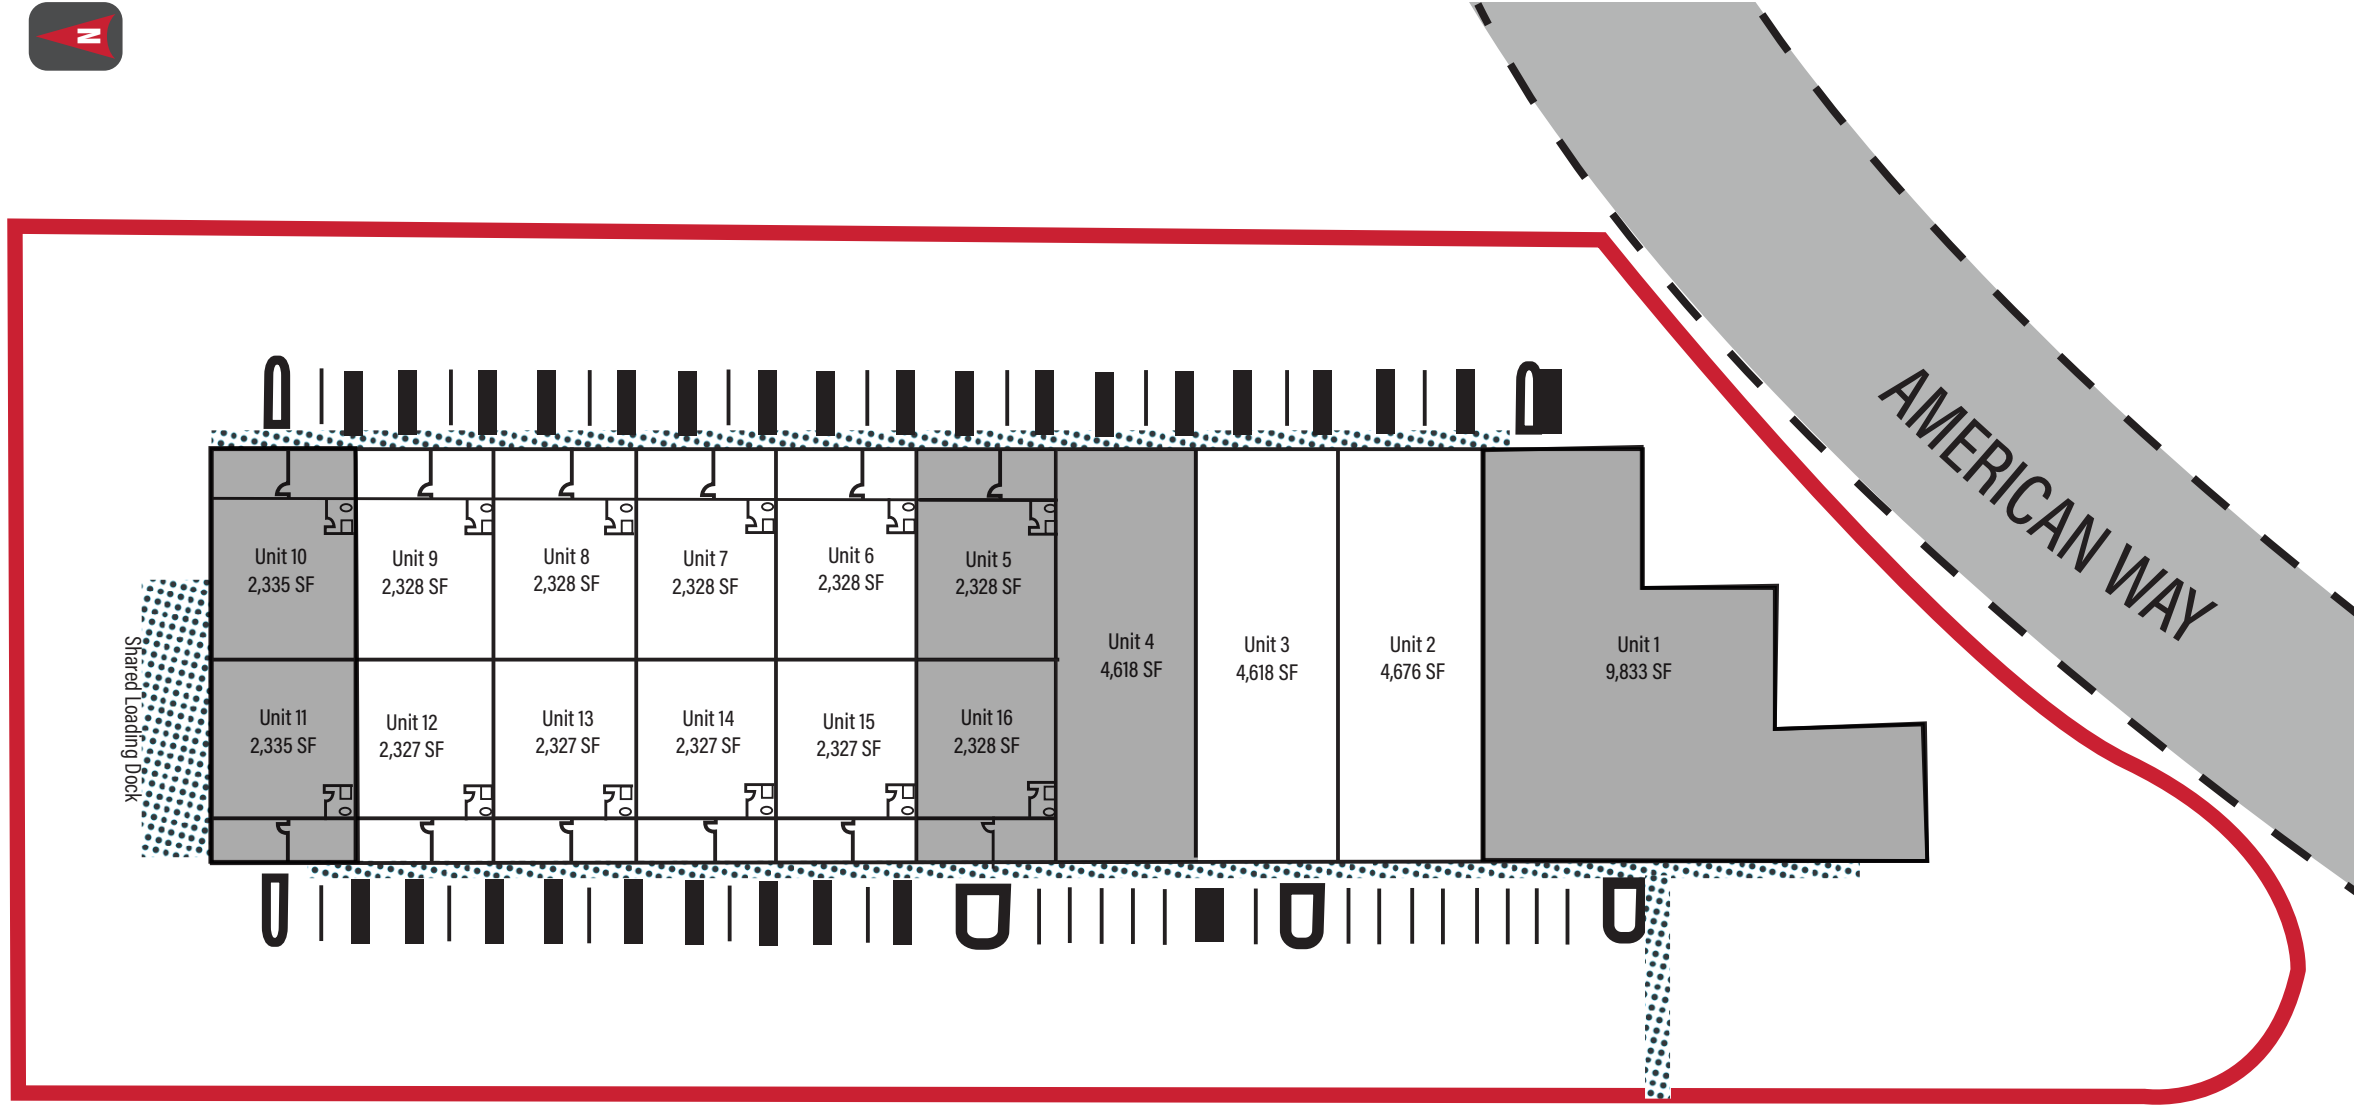 N
AMERICAN WAY
Unit 10
2,335 SF
Unit 9
2,328 SF
Unit 8
2,328 SF
Unit 7
2,328 SF
Unit 6
2,328 SF
Unit 5
2,328 SF
Unit 4
4,618 SF
Unit 3
4,618 SF
Unit 2
4,676 SF
Unit 1
9,833 SF
Shared Loading Dock
Unit 11
2,335 SF
Unit 12
2,327 SF
Unit 13
2,327 SF
Unit 14
2,327 SF
Unit 15
2,327 SF
Unit 16
2,328 SF